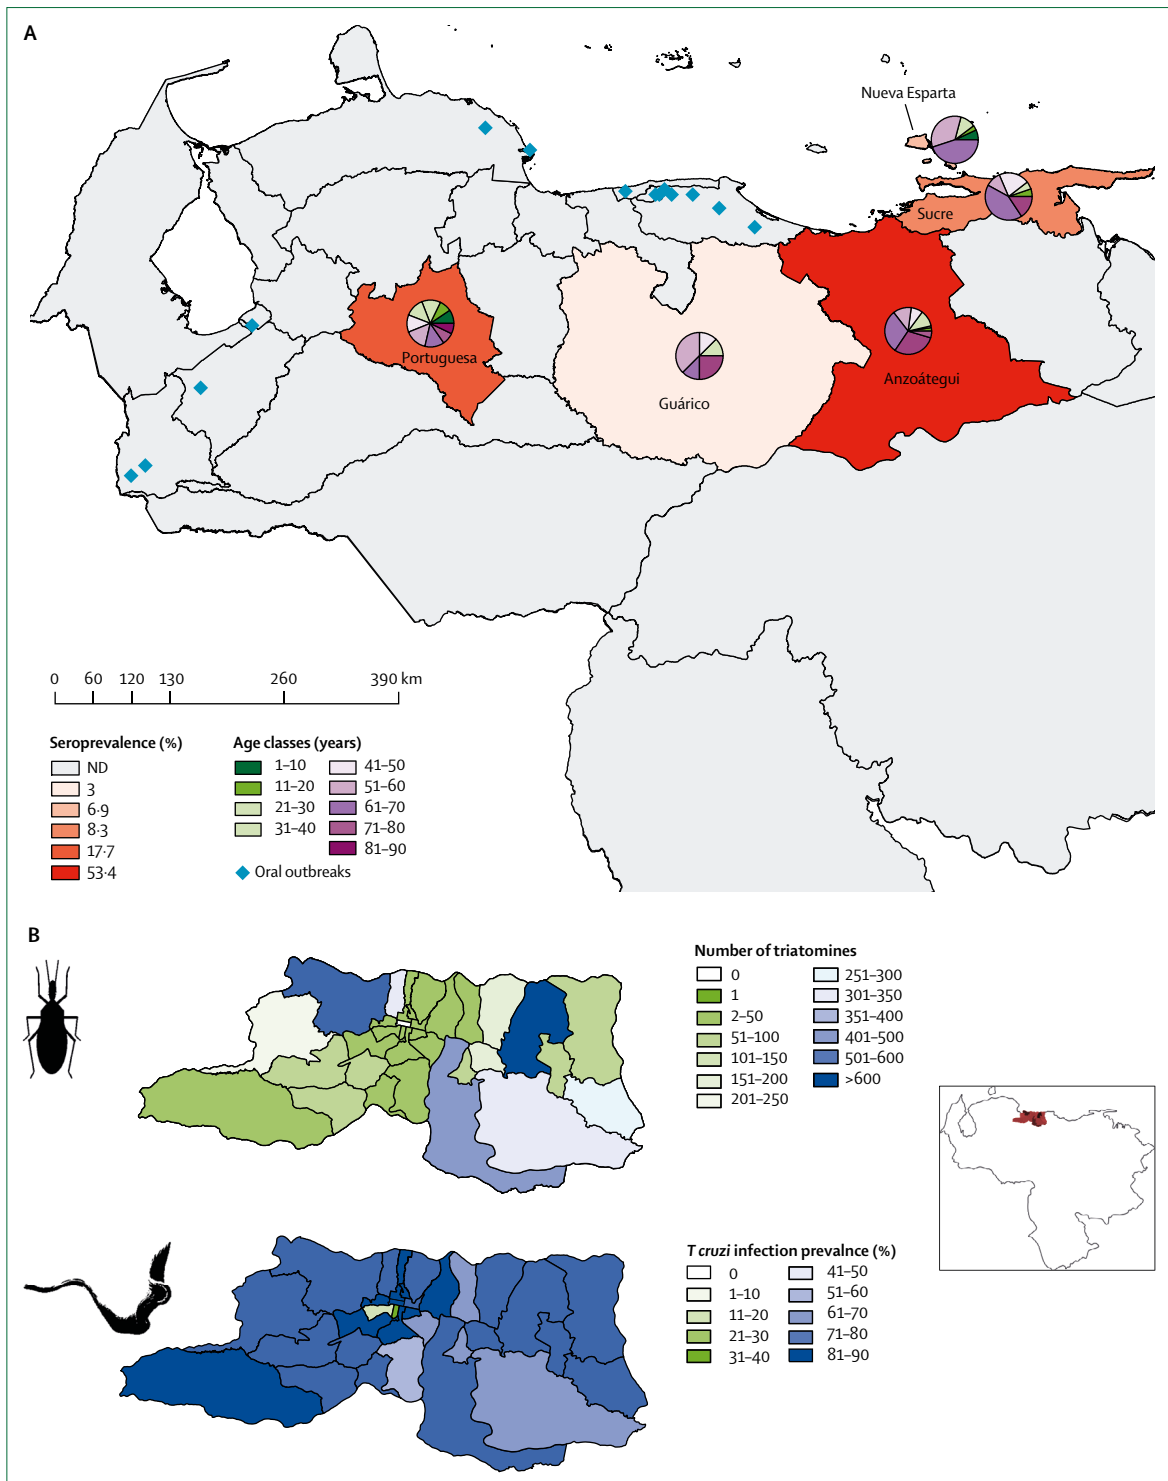 A
Nueva Esparta
Sucre
Portuguesa
Guárico
Anzoátegui
0 60 120 130 260 390 km
Seroprevalence (%)
ND
3
6·9
8·3
17·7
53·4
Age classes (years)
1–10
11–20
21–30
31–40
41–50
51–60
61–70
71–80
81–90
Oral outbreaks
B
Number of triatomines
0
1
2–50
51–100
101–150
151–200
201–250
251–300
301–350
351–400
401–500
501–600
>600
T cruzi infection prevalnce (%)
0
1–10
11–20
21–30
31–40
41–50
51–60
61–70
71–80
81–90